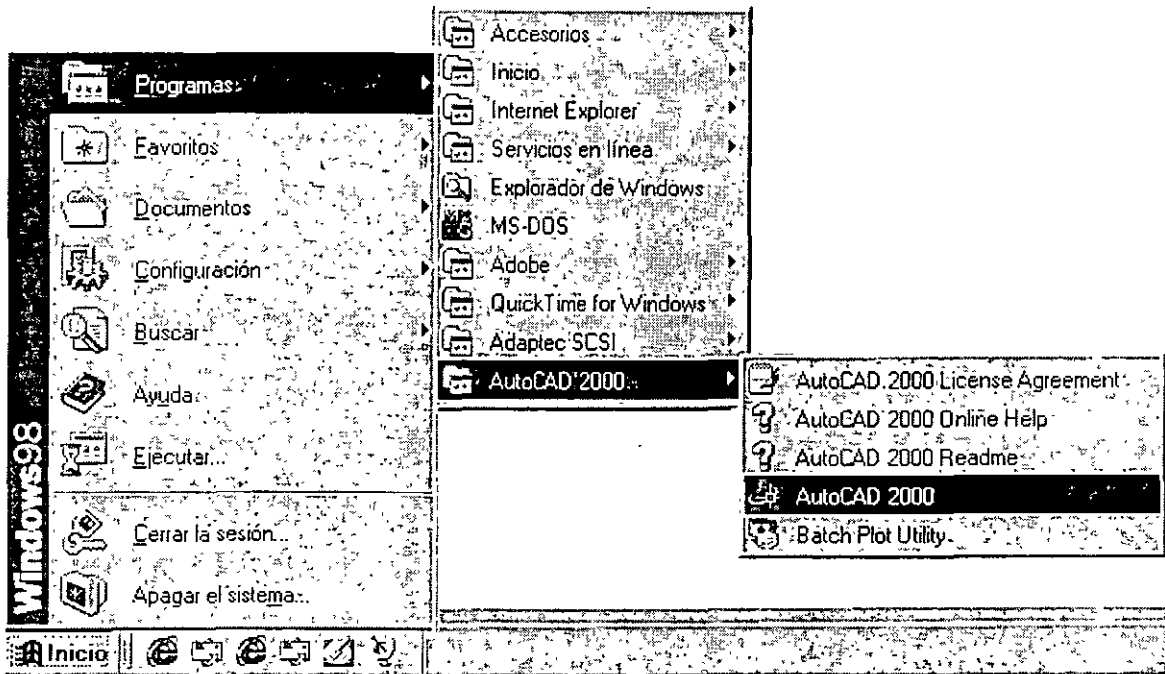 Programas
Favoritos
Documentos
Configuración
Buscar
Ayuda
Ejecutar...
Cerrar la sesión...
Apagar el sistema...
Windows98
Inicio
Accesorios
Inicio
Internet Explorer
Servicios en línea
Explorador de Windows
MS-DOS
Adobe
QuickTime for Windows
Adaptec SCSI
AutoCAD 2000
AutoCAD 2000 License Agreement
AutoCAD 2000 Online Help
AutoCAD 2000 Readme
AutoCAD 2000
Batch Plot Utility